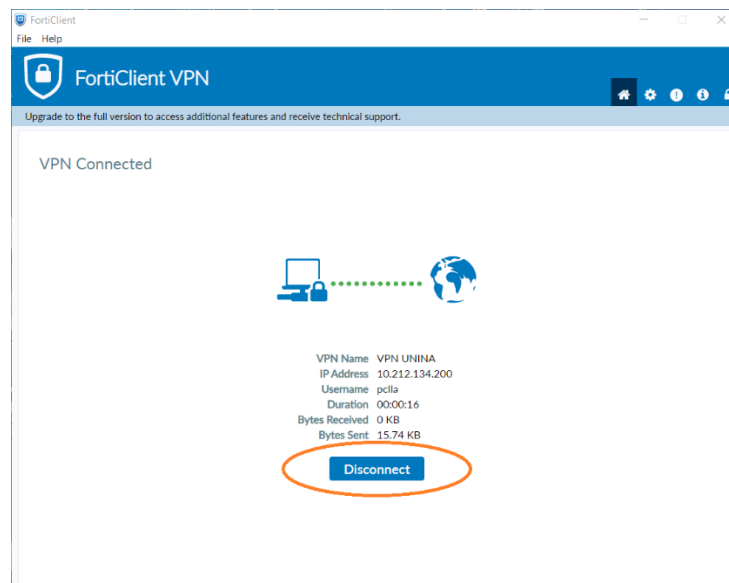 FortiClient
File Help
FortiClient VPN
Upgrade to the full version to access additional features and receive technical support.
VPN Connected
VPN Name VPN UNINA
IP Address 10.212.134.200
Username pclla
Duration 00:00:16
Bytes Received 0 KB
Bytes Sent 15.74 KB
Disconnect